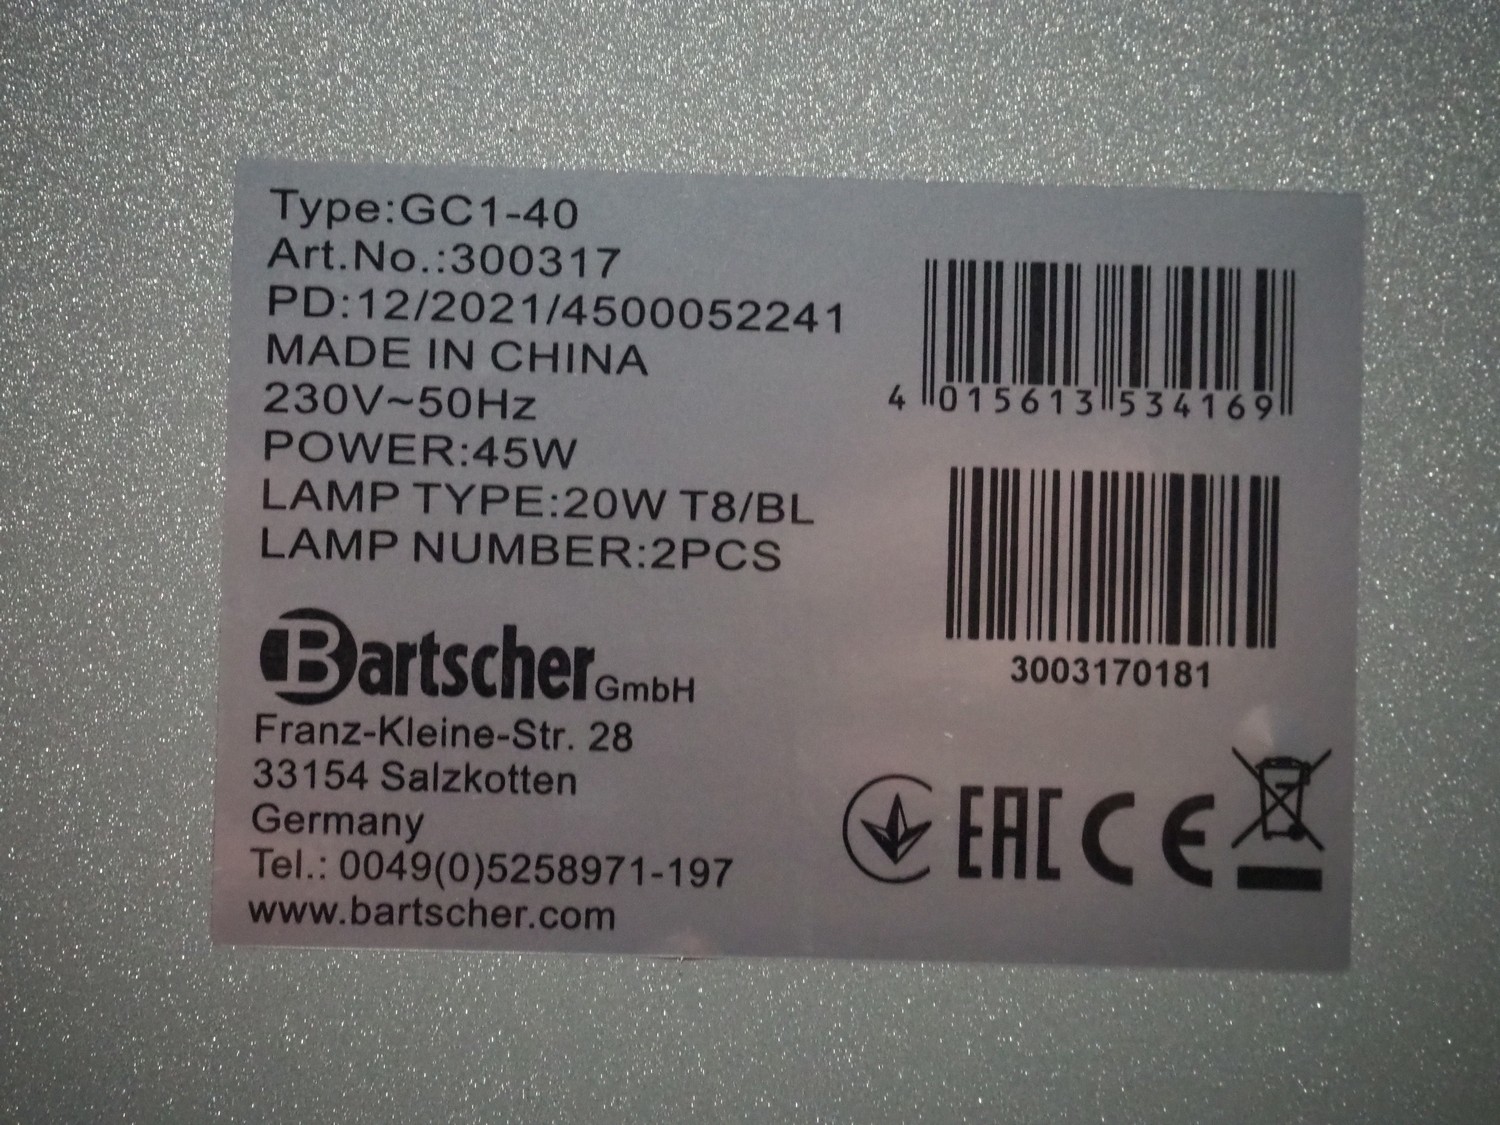 Type:GC1-40
Art.No.:300317
PD:12/2021/4500052241
MADE IN CHINA
230V~50Hz
POWER:45W
LAMP TYPE:20W T8/BL
LAMP NUMBER:2PCS
Bartscher GmbH
Franz-Kleine-Str. 28
33154 Salzkotten
Germany
Tel.: 0049(0)5258971-197
www.bartscher.com
4 015613 534169
3003170181
EAC CE